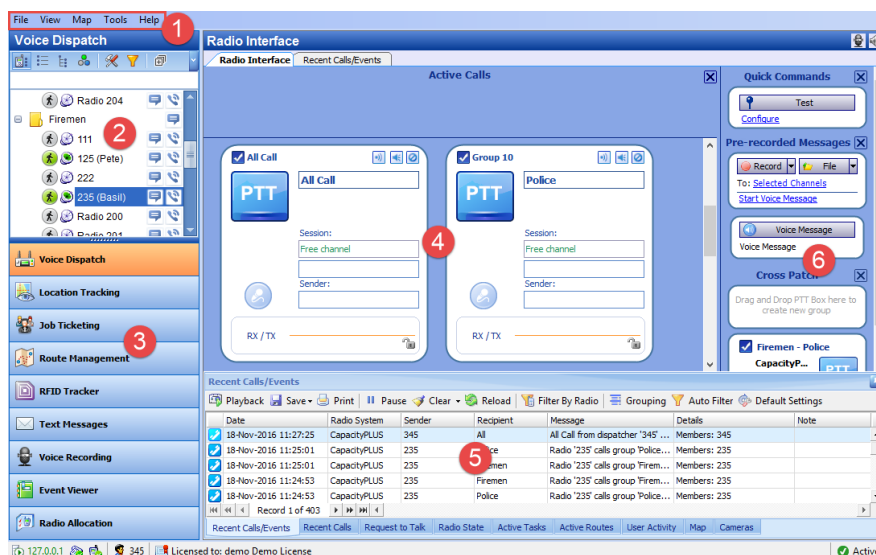 File View Map Tools Help
1
Voice Dispatch
Radio 204
Firemen
111
2
125 (Pete)
222
235 (Basil)
Radio 200
Radio 201
Voice Dispatch
Location Tracking
Job Ticketing
3
Route Management
RFID Tracker
Text Messages
Voice Recording
Event Viewer
Radio Allocation
Radio Interface
Radio Interface Recent Calls/Events
Active Calls
All Call
PTT
All Call
Session:
Free channel
Sender:
RX / TX
4
Group 10
PTT
Police
Session:
Free channel
Sender:
RX / TX
Quick Commands
Test
Configure
Pre-recorded Messages
Record File
To: Selected Channels
Start Voice Message
Voice Message
Voice Message
6
Cross Patch
Drag and Drop PTT Box here to
create new group
Firemen - Police
CapacityP...
PTT
Recent Calls/Events
Playback Save Print Pause Clear Reload Filter By Radio Grouping Auto Filter Default Settings
Date Radio System Sender Recipient Message Details Note
18-Nov-2016 11:27:25 CapacityPLUS 345 All All Call from dispatcher '345' ... Members: 345
18-Nov-2016 11:25:01 CapacityPLUS 235 Radio '235' calls group 'Police... Members: 235
5
18-Nov-2016 11:25:01 CapacityPLUS 235 Radio '235' calls group 'Firem... Members: 235
18-Nov-2016 11:24:53 CapacityPLUS 235 Firemen Radio '235' calls group 'Firem... Members: 235
18-Nov-2016 11:24:53 CapacityPLUS 235 Police Radio '235' calls group 'Police... Members: 235
Record 1 of 403
Recent Calls/Events Recent Calls Request to Talk Radio State Active Tasks Active Routes User Activity Map Cameras
127.0.0.1 345 Licensed to: demo Demo License Active